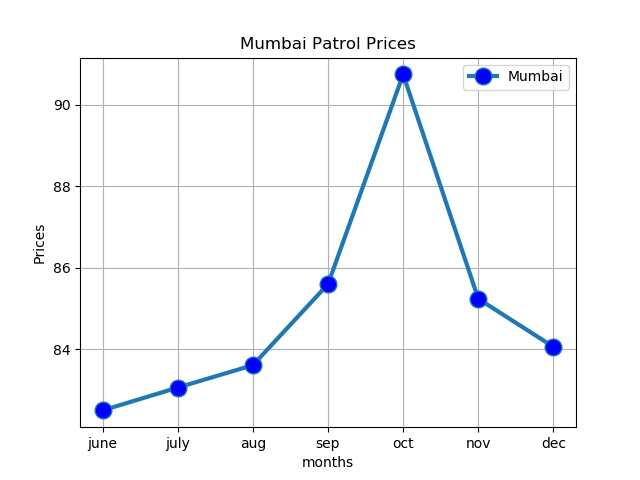 Mumbai Patrol Prices
Mumbai
90
88
86
84
Prices
june july aug sep oct nov dec
months